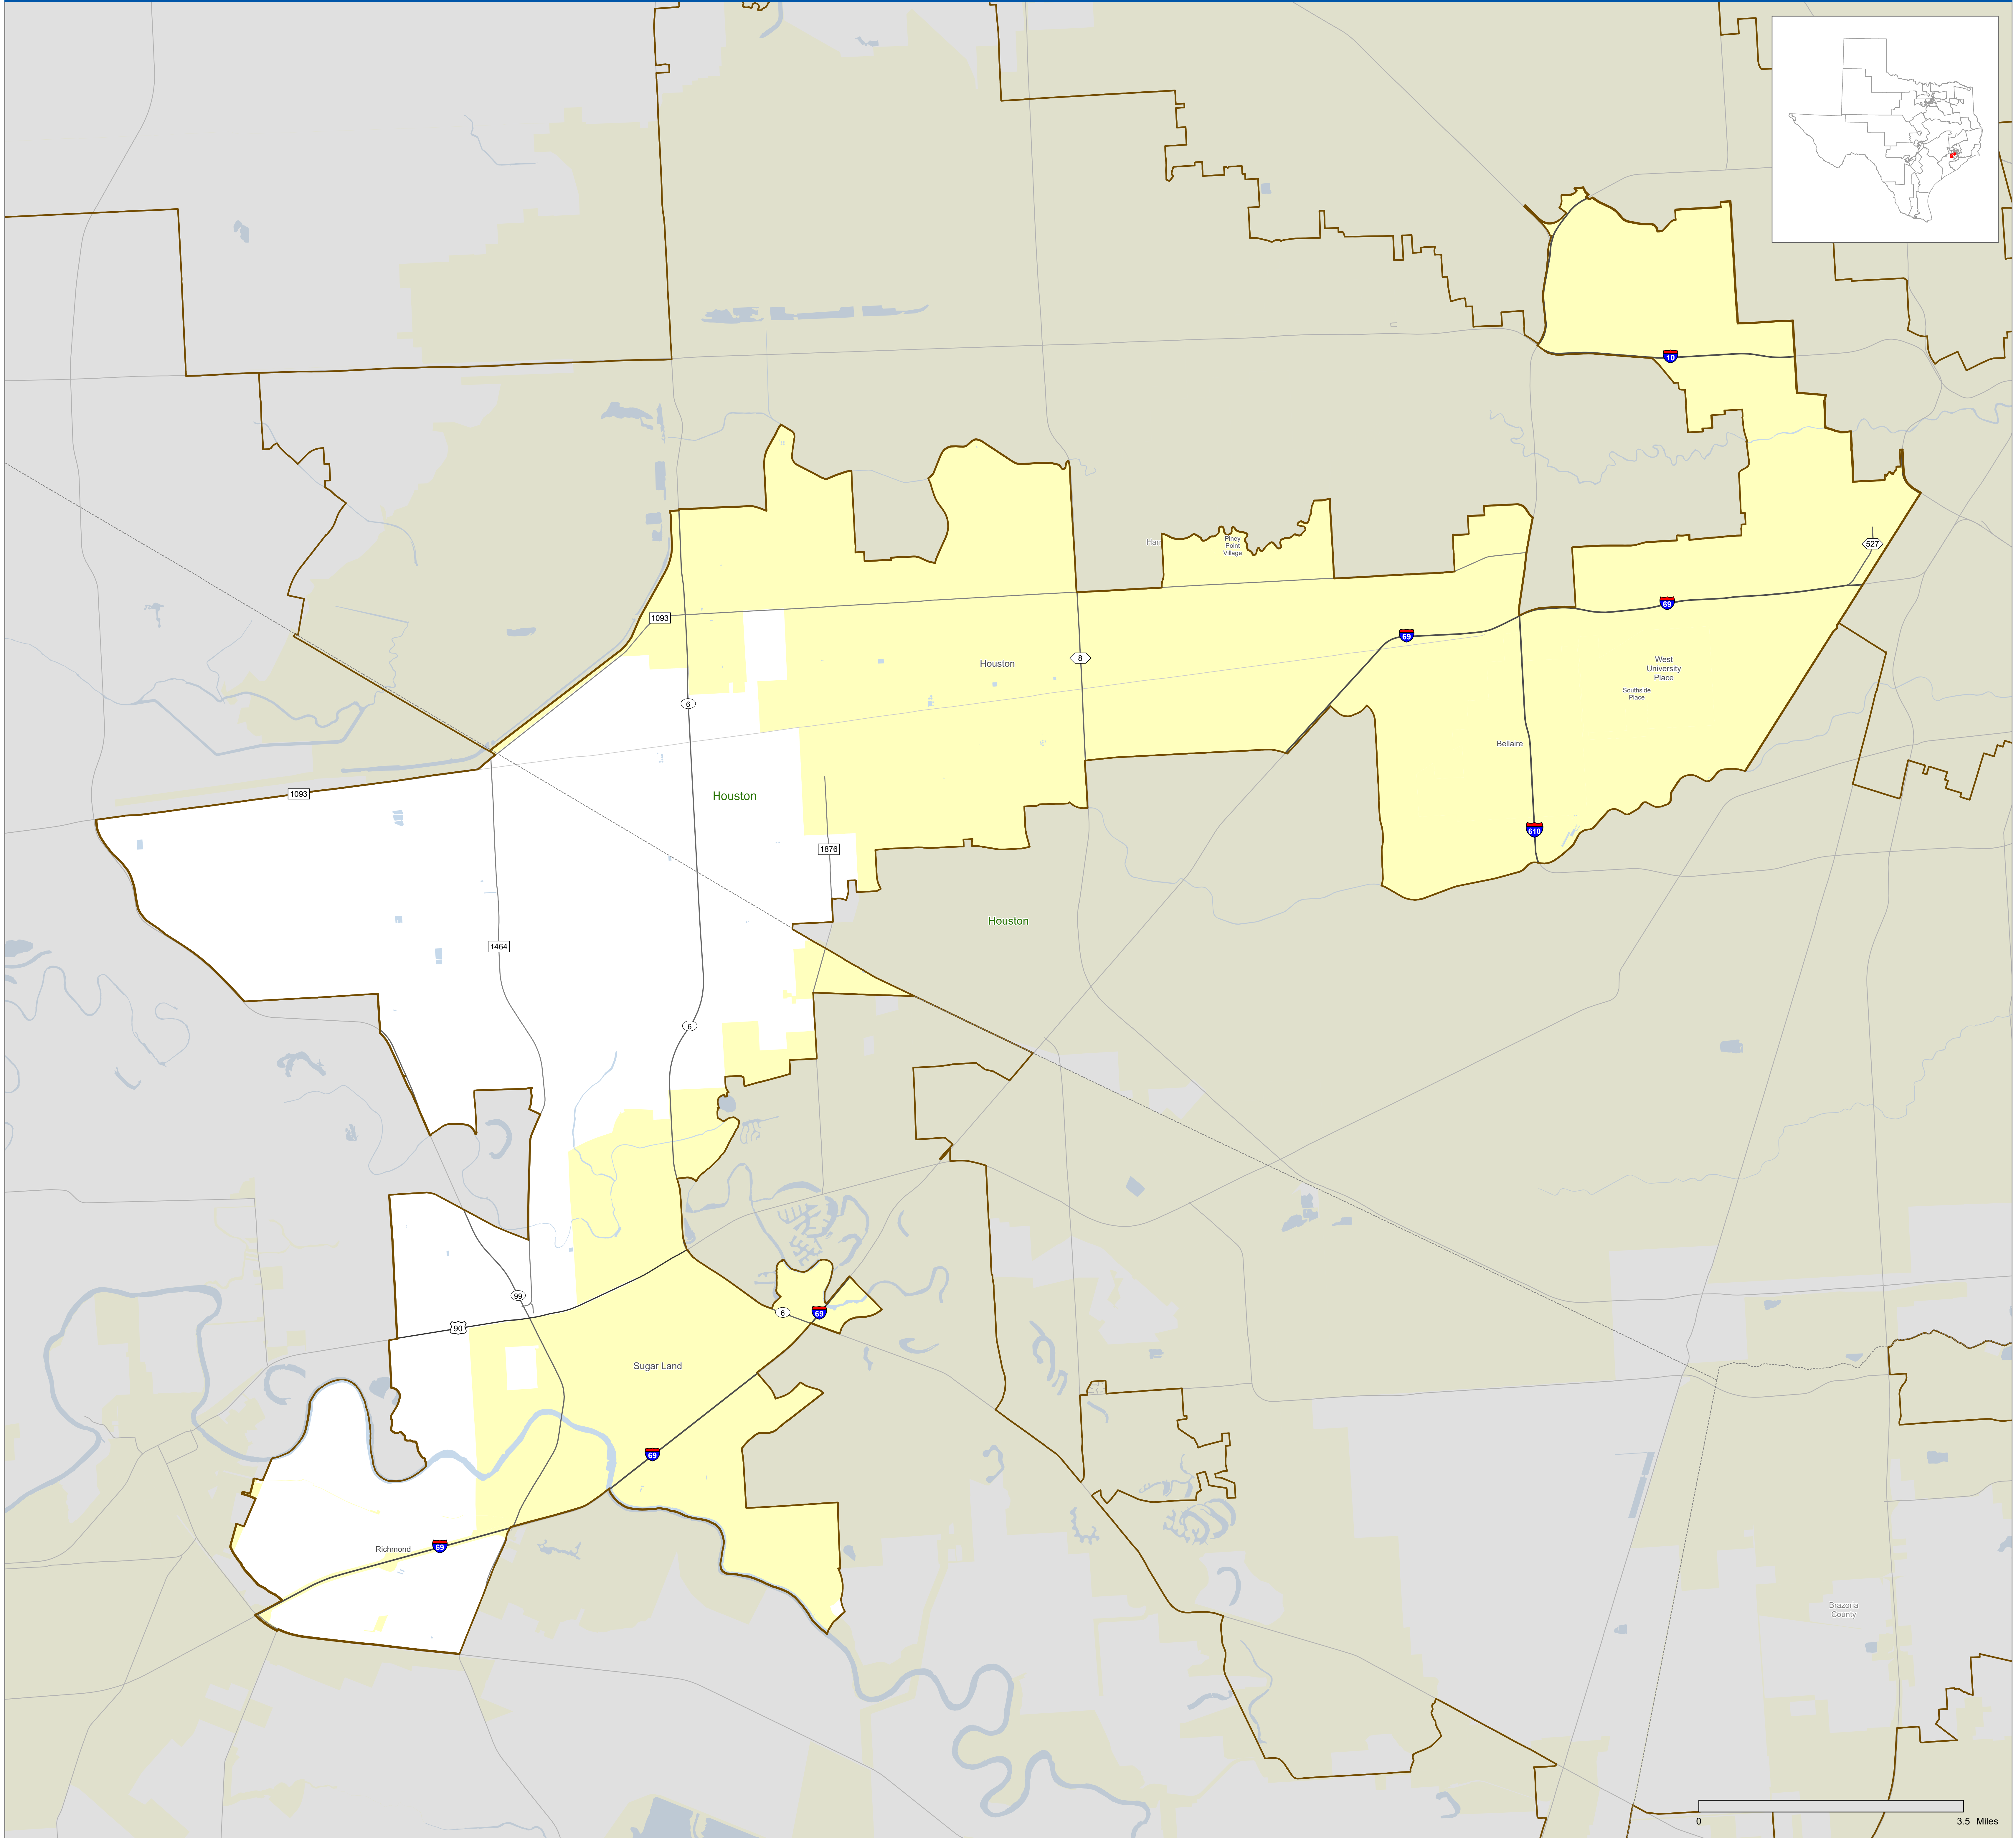 10
527
Harri
Piney
Point
Village
69
1093
69
Houston
8
West
University
Place
Southside
Place
6
Bellaire
1093
Houston
610
1876
Houston
1464
6
99
6
69
90
Sugar Land
69
69
Richmond
Brazoria
County
0
3.5 Miles